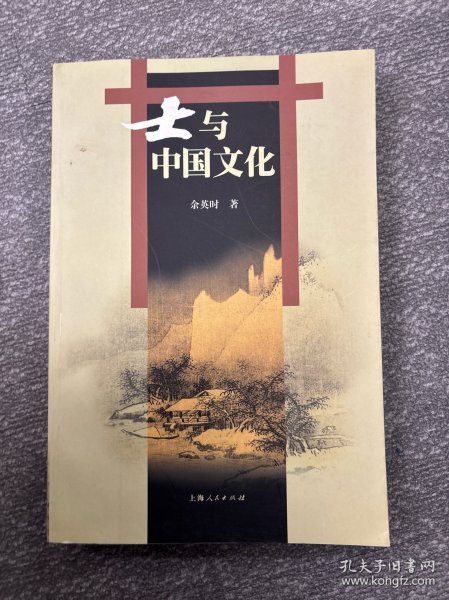 士与
中国文化
余英时 著
上海人民出版社
孔夫子旧书网
www.kongfz.com